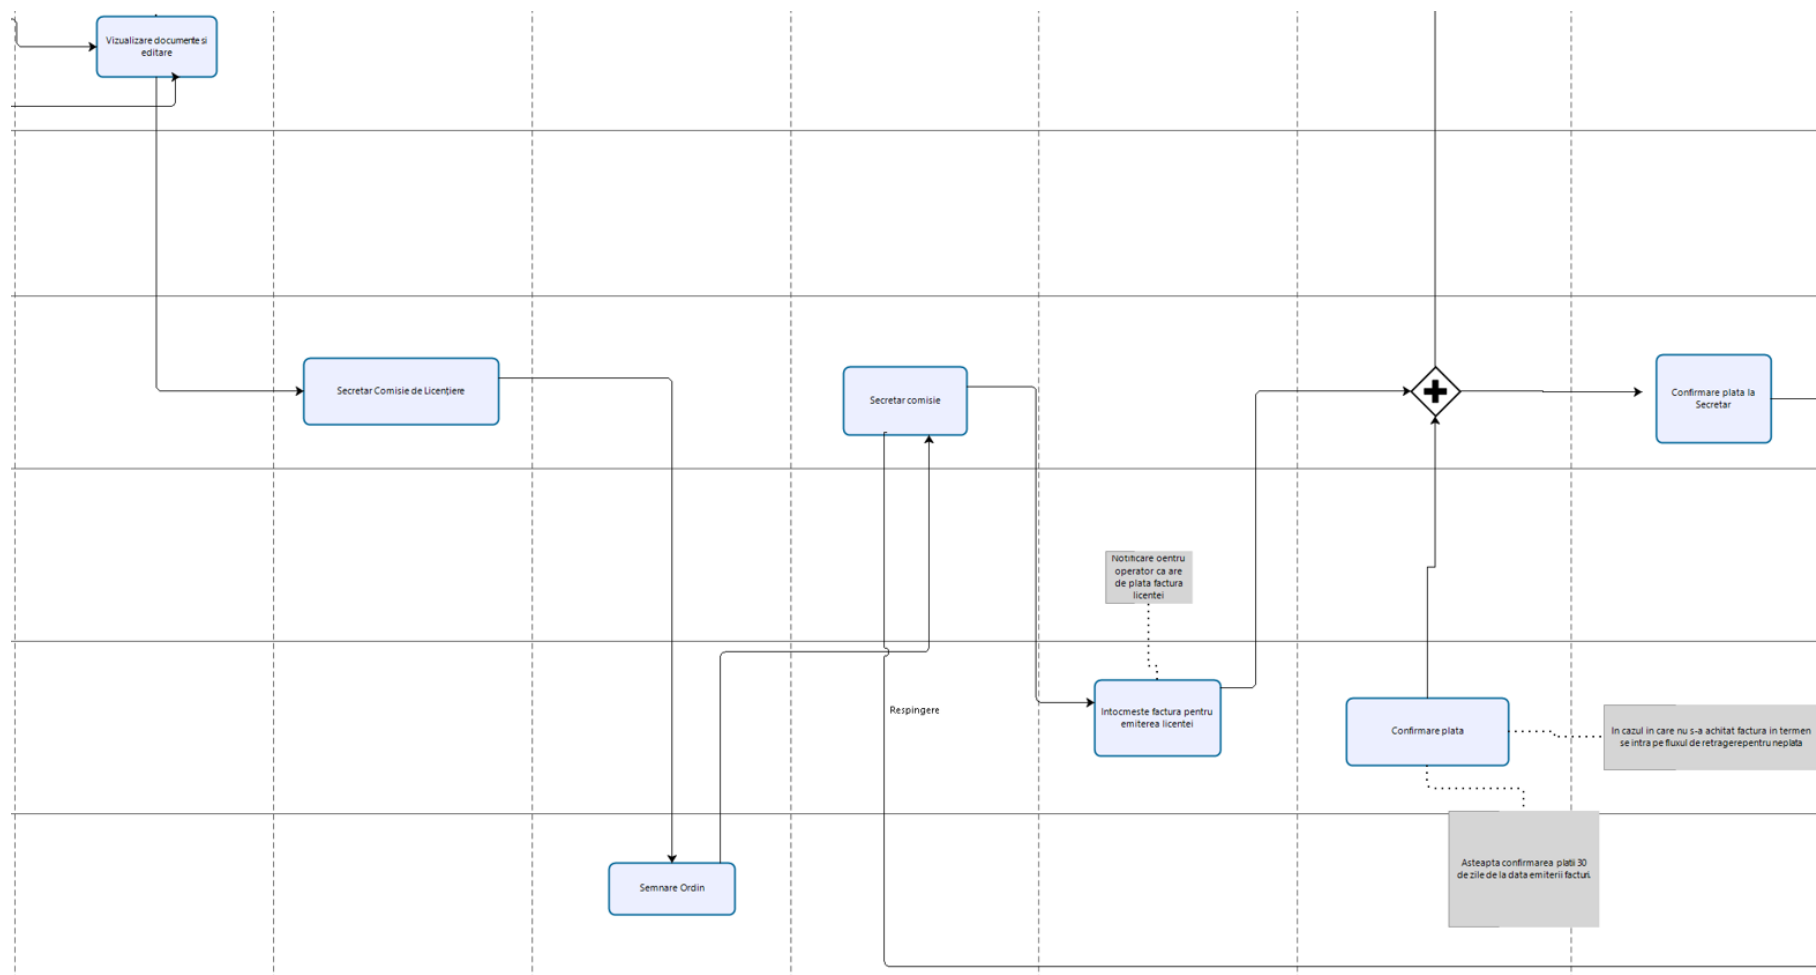 Vizualizare documente si
editare
Secretar Comisie de Licențiere
Secretar comisie
Confirmare plata la
Secretar
Notificare oentru
operator ca are
de plata factura
licentei
Respingere
Intocmeste factura pentru
emiterea licentei
Confirmare plata
In cazul in care nu s-a achitat factura in termen
se intra pe fluxul de retragerepentru neplata
Asteapta confirmarea platii 30
de zile de la data emiterii facturi.
Semnare Ordin